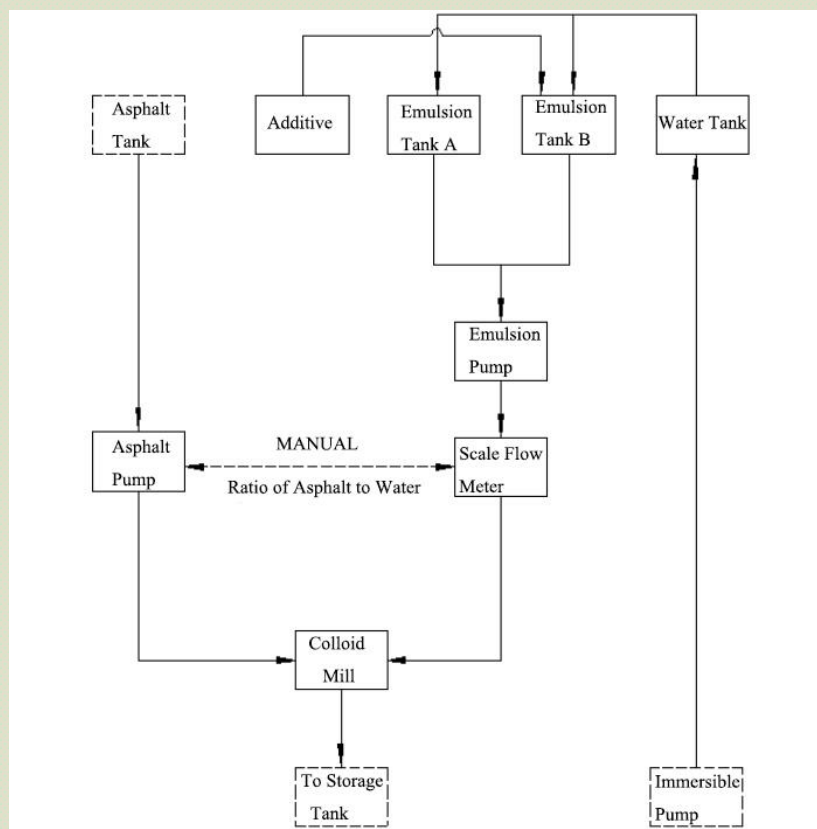 Asphalt
Tank
Additive
Emulsion
Tank A
Emulsion
Tank B
Water Tank
Emulsion
Pump
Asphalt
Pump
MANUAL
Ratio of Asphalt to Water
Scale Flow
Meter
Colloid
Mill
To Storage
Tank
Immersible
Pump